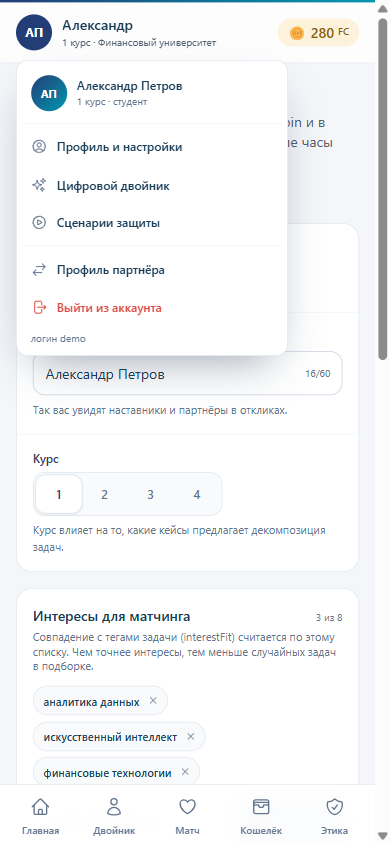 АП
Александр
1 курс · Финансовый университет
280 FC
АП
Александр Петров
1 курс · студент
Профиль и настройки
Цифровой двойник
Сценарии защиты
Профиль партнёра
Выйти из аккаунта
логин demo
oin и в
часы
Александр Петров
16/60
Так вас увидят наставники и партнёры в откликах.
Курс
1 2 3 4
Курс влияет на то, какие кейсы предлагает декомпозиция
задач.
Интересы для матчинга
3 из 8
Совпадение с тегами задачи (interestFit) считается по этому
списку. Чем точнее интересы, тем меньше случайных задач
в подборке.
аналитика данных ×
искусственный интеллект ×
финансовые технологии ×
Главная
Двойник
Матч
Кошелёк
Этика